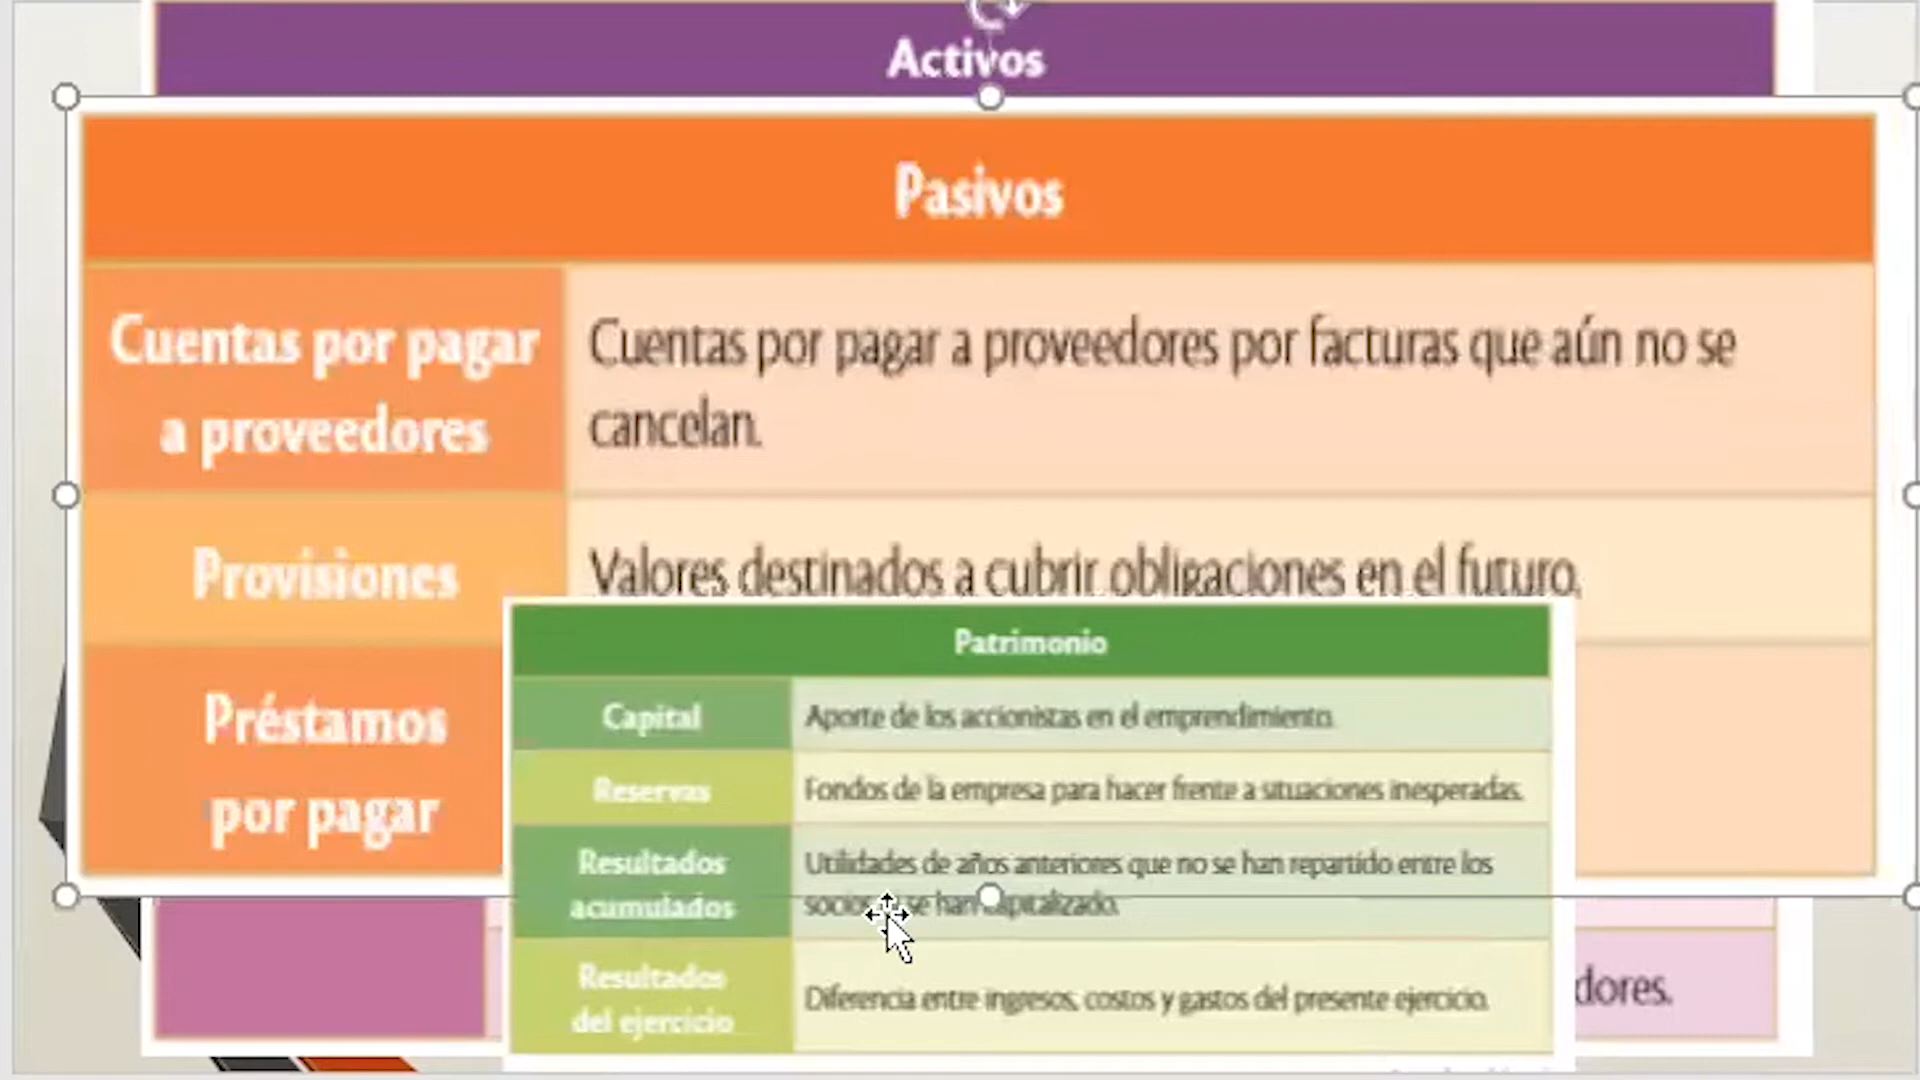 Activos
Pasivos
Cuentas por pagar
a proveedores
Cuentas por pagar a proveedores por facturas que aún no se
cancelan.
Provisiones
Valores destinados a cubrir obligaciones en el futuro.
Préstamos
por pagar
Patrimonio
Capital
Aporte de los accionistas en el emprendimiento.
Reservas
Fondos de la empresa para hacer frente a situaciones inesperadas.
Resultados
acumulados
Utilidades de años anteriores que no se han repartido entre los
socios se han capitalizado.
Resultados
del ejercicio
Diferencia entre ingresos, costos y gastos del presente ejercicio.
dores.